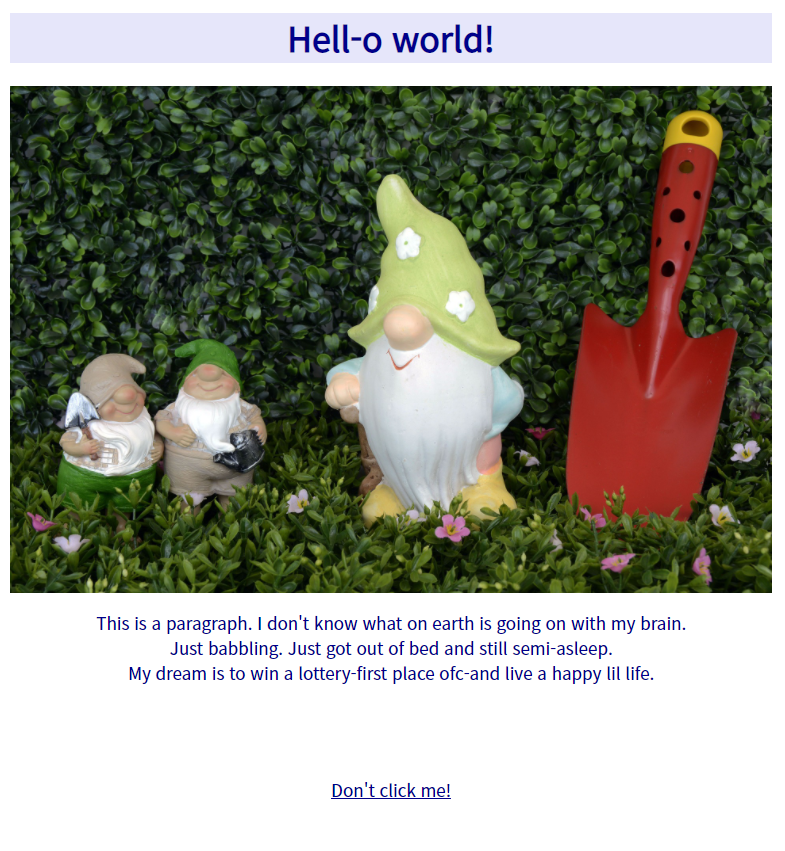 Hell-o world!
This is a paragraph. I don't know what on earth is going on with my brain.
Just babbling. Just got out of bed and still semi-asleep.
My dream is to win a lottery-first place ofc-and live a happy lil life.
Don't click me!